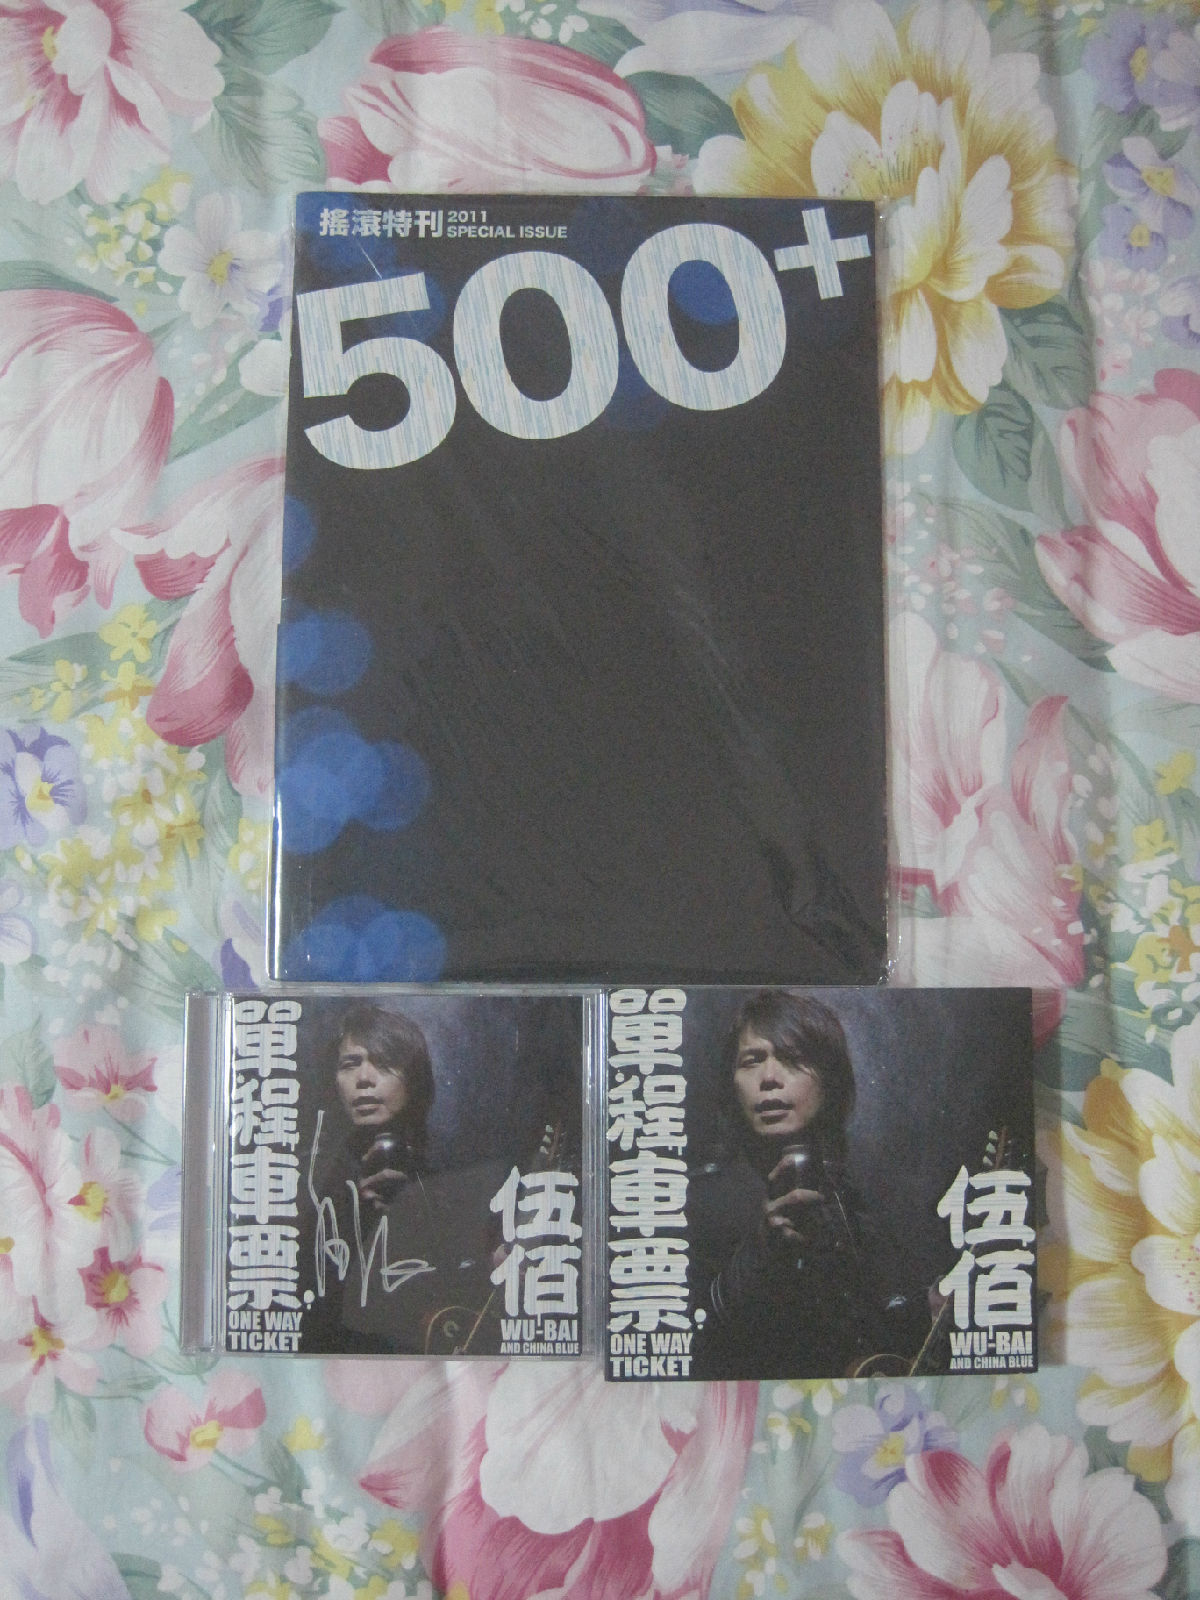 搖滾特刊 2011
SPECIAL ISSUE
500+
單程車票
ONE WAY
TICKET
伍佰
WU-BAI
AND CHINA BLUE
單程車票
ONE WAY
TICKET
伍佰
WU-BAI
AND CHINA BLUE